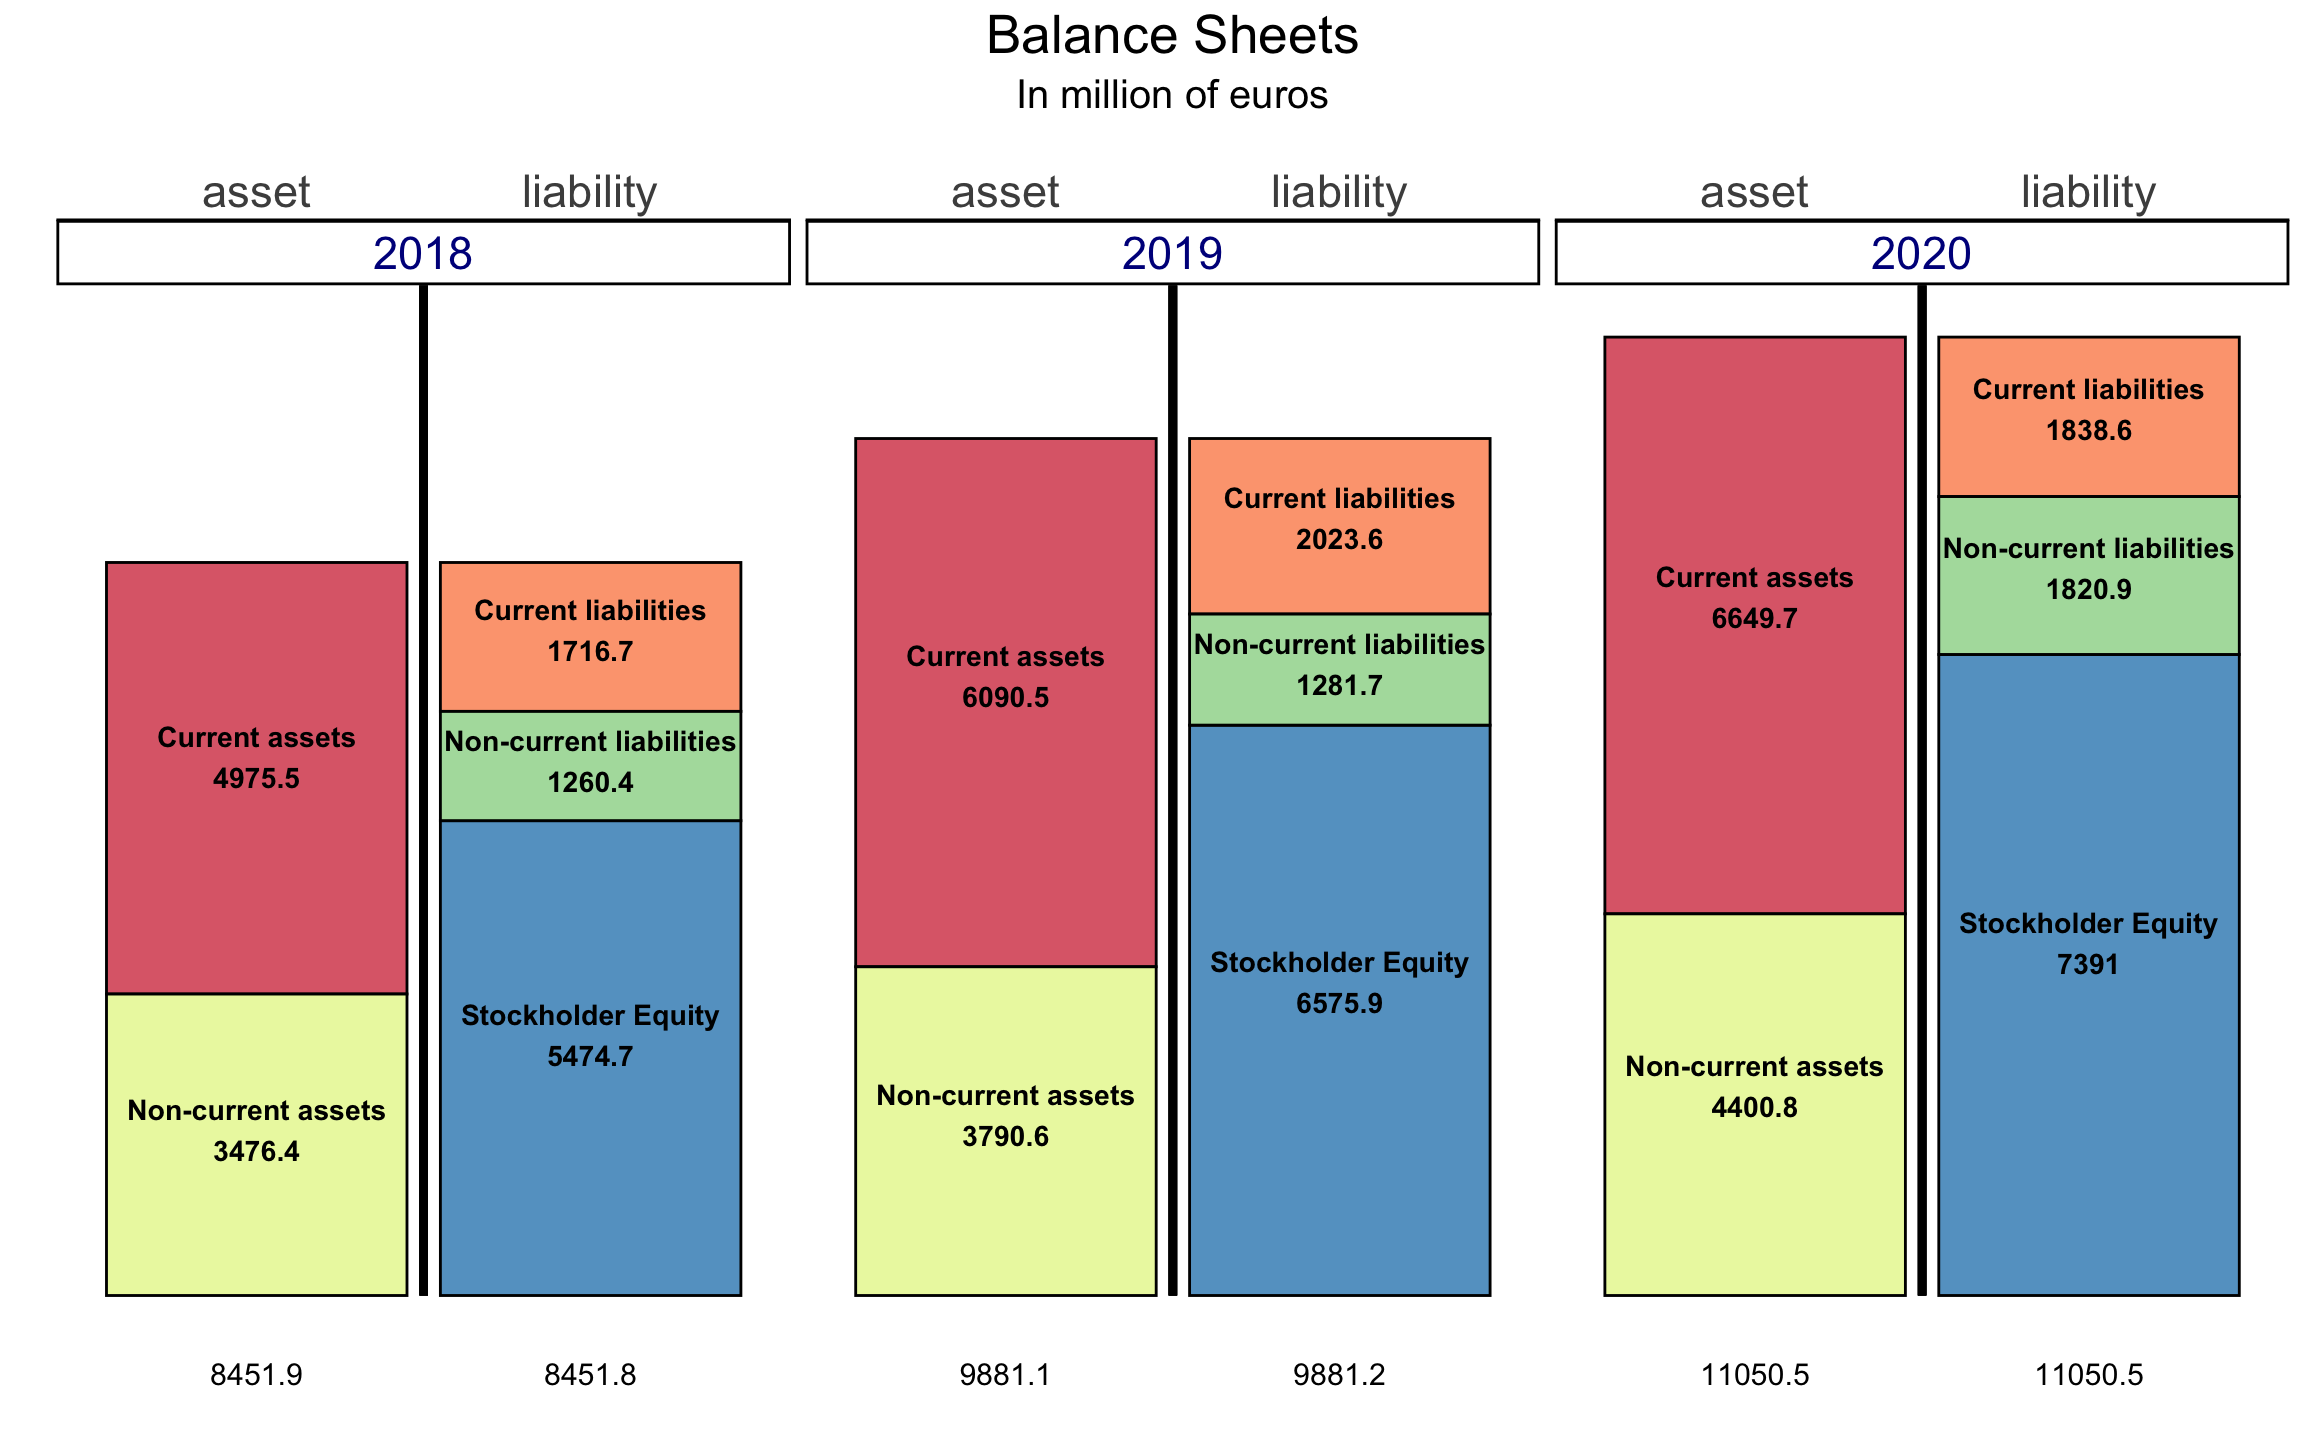 Balance Sheets
In million of euros
asset
liability
2018
Current assets
4975.5
Non-current assets
3476.4
Current liabilities
1716.7
Non-current liabilities
1260.4
Stockholder Equity
5474.7
8451.9
8451.8
asset
liability
2019
Current assets
6090.5
Non-current assets
3790.6
Current liabilities
2023.6
Non-current liabilities
1281.7
Stockholder Equity
6575.9
9881.1
9881.2
asset
liability
2020
Current assets
6649.7
Non-current assets
4400.8
Current liabilities
1838.6
Non-current liabilities
1820.9
Stockholder Equity
7391
11050.5
11050.5